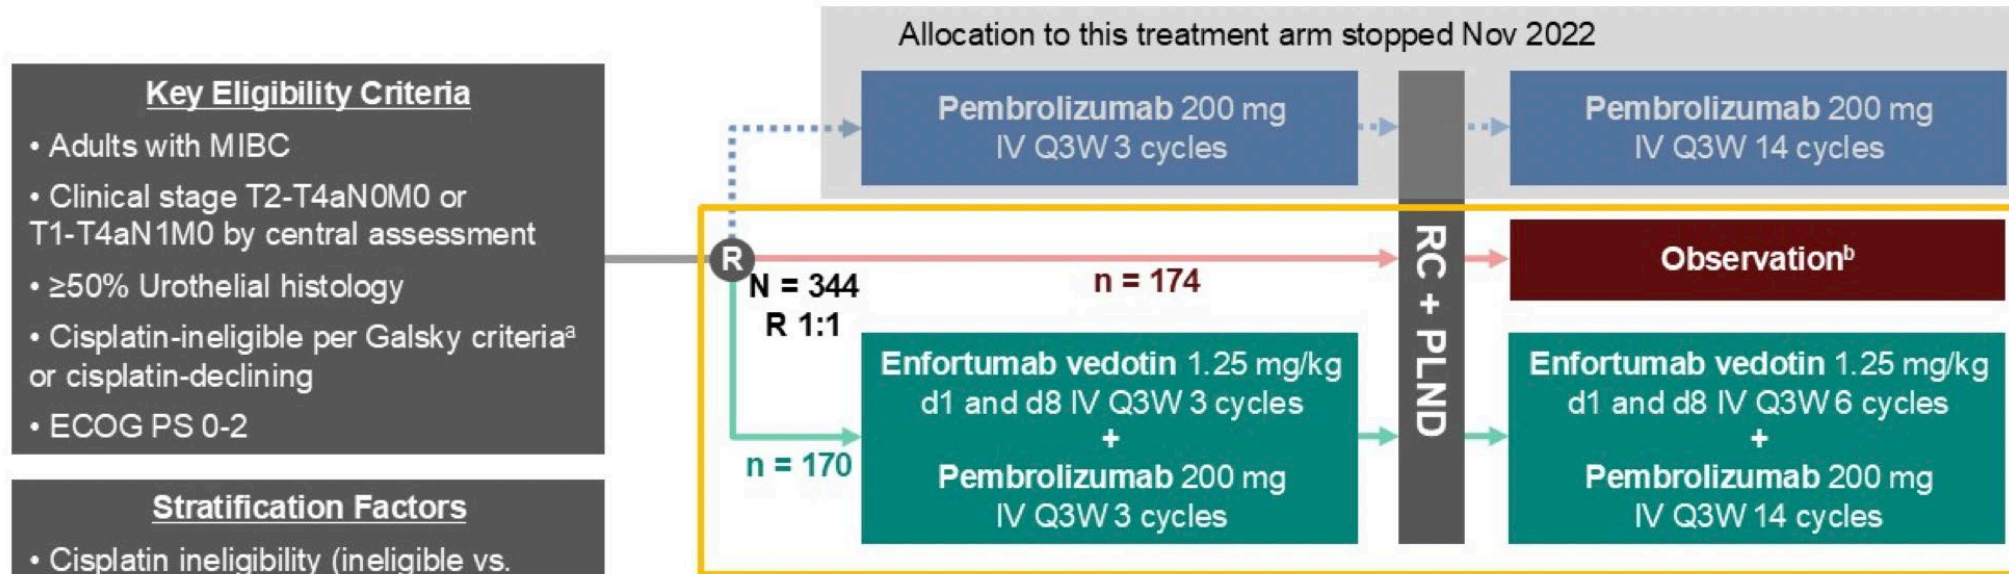 Allocation to this treatment arm stopped Nov 2022
Key Eligibility Criteria
• Adults with MIBC
• Clinical stage T2-T4aN0M0 or
T1-T4aN1M0 by central assessment
• ≥50% Urothelial histology
• Cisplatin-ineligible per Galsky criteriaᵃ
or cisplatin-declining
• ECOG PS 0-2
Stratification Factors
• Cisplatin ineligibility (ineligible vs.
R
N = 344
R 1:1
Pembrolizumab 200 mg
IV Q3W 3 cycles
n = 174
n = 170
Enfortumab vedotin 1.25 mg/kg
d1 and d8 IV Q3W 3 cycles
+
Pembrolizumab 200 mg
IV Q3W 3 cycles
RC + PLND
Pembrolizumab 200 mg
IV Q3W 14 cycles
Observationᵇ
Enfortumab vedotin 1.25 mg/kg
d1 and d8 IV Q3W 6 cycles
+
Pembrolizumab 200 mg
IV Q3W 14 cycles